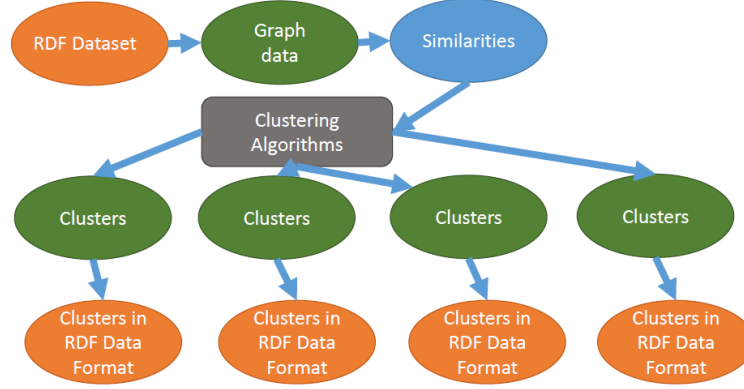 RDF Dataset
Graph
data
Similarities
Clustering
Algorithms
Clusters
Clusters
Clusters
Clusters
Clusters in
RDF Data
Format
Clusters in
RDF Data
Format
Clusters in
RDF Data
Format
Clusters in
RDF Data
Format